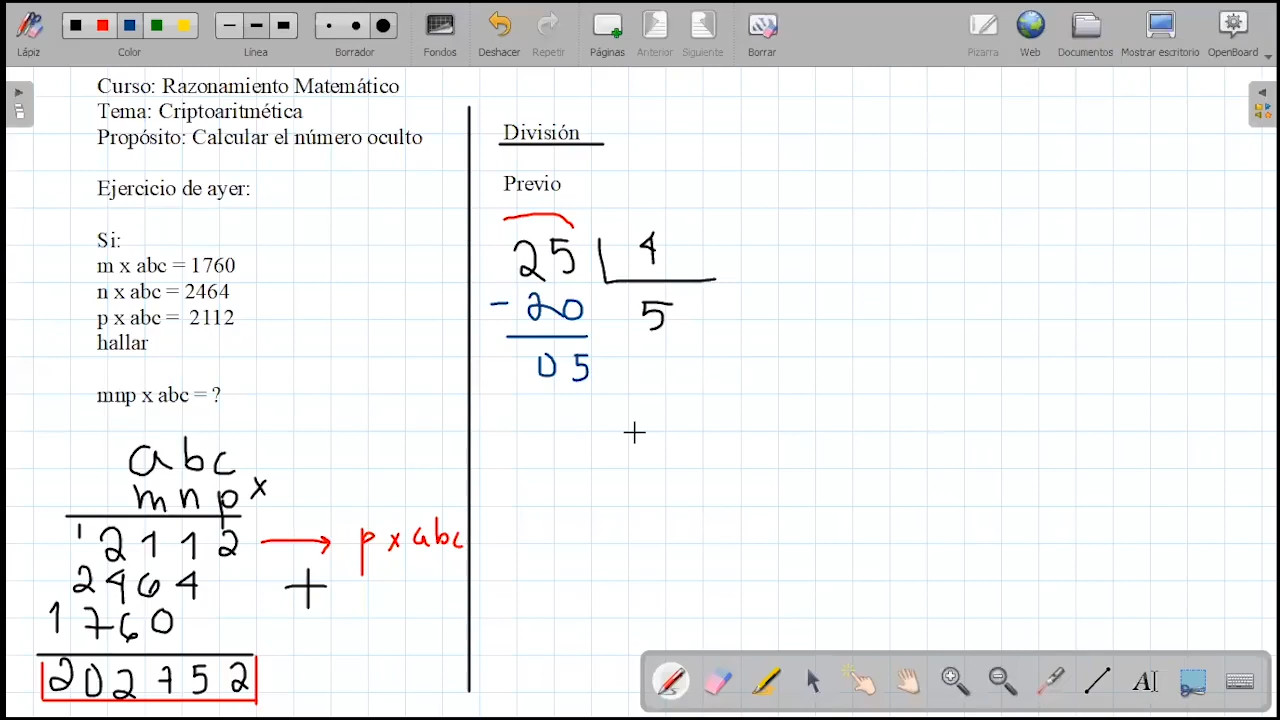 Lápiz Color Línea Borrador Fondos Deshacer Repetir Páginas Anterior Siguiente Borrar Pizarra Web Documentos Mostrar escritorio OpenBoard
Curso: Razonamiento Matemático
Tema: Criptoaritmética
Propósito: Calcular el número oculto
Ejercicio de ayer:
Si:
m x abc = 1760
n x abc = 2464
p x abc = 2112
hallar
mnp x abc = ?
abc
mnp x
1 2112 → p x abc
2464 +
1760
202752
División
Previo
25 4
- 20 5
05